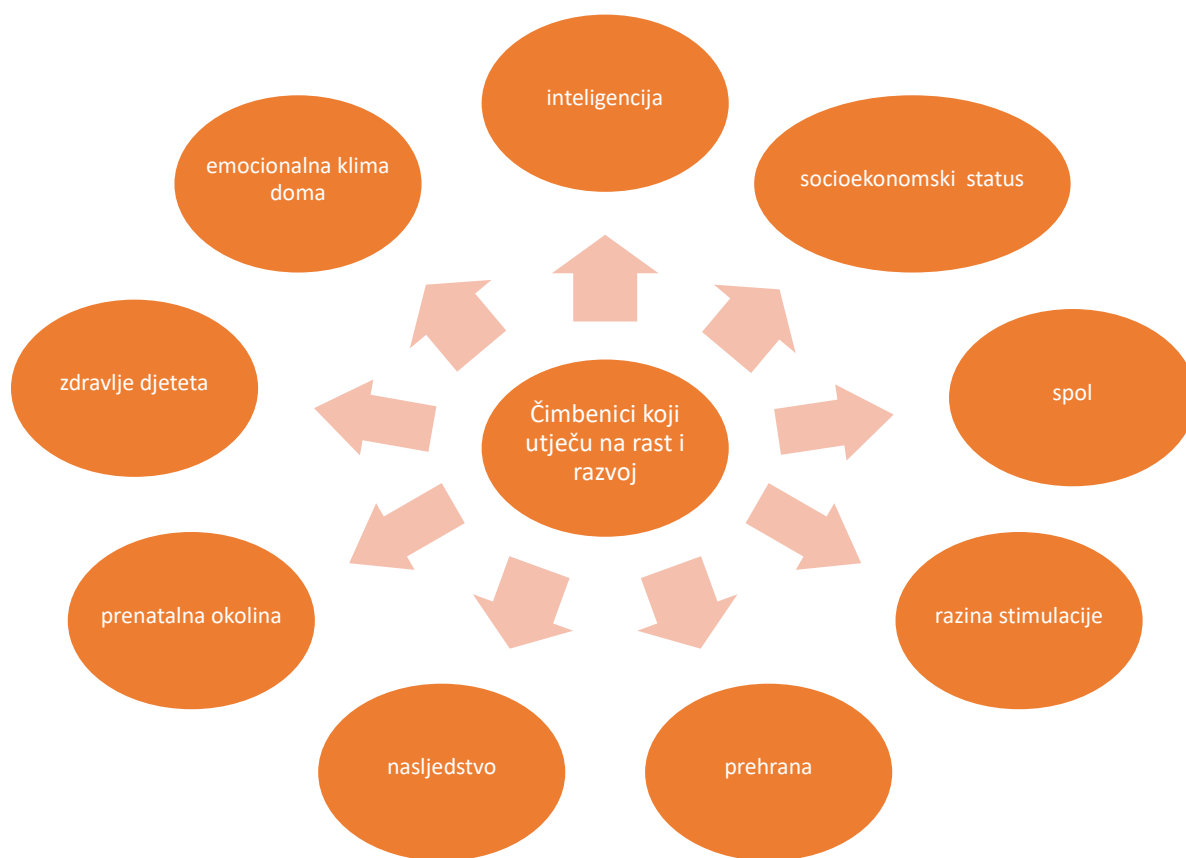 inteligencija
socioekonomski status
spol
razina stimulacije
prehrana
nasljedstvo
prenatalna okolina
zdravlje djeteta
emocionalna klima
doma
Čimbenici koji
utječu na rast i
razvoj